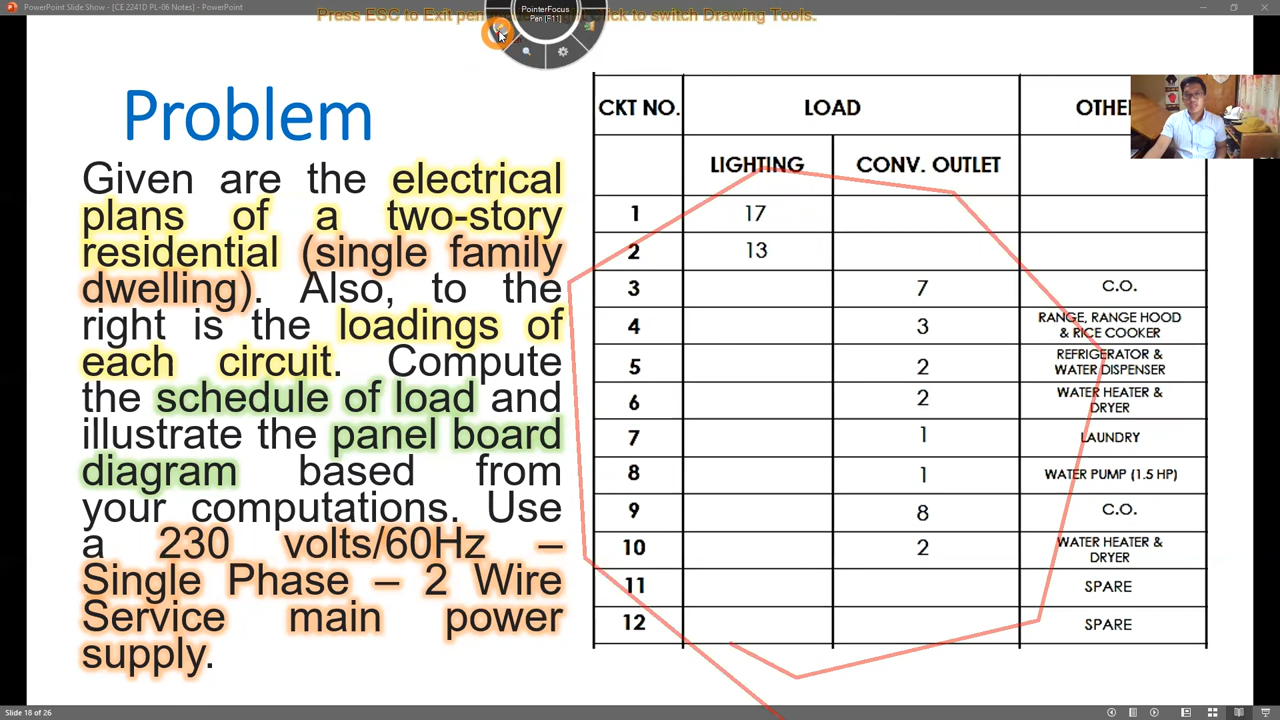 PowerPoint Slide Show - [CE 2241D PL-06 Notes] - PowerPoint
Press ESC to Exit pen
click to switch Drawing Tools.
PointerFocus
Pen [F11]
Problem
Given are the electrical
plans of a two-story
residential (single family
dwelling). Also, to the
right is the loadings of
each circuit. Compute
the schedule of load and
illustrate the panel board
diagram based from
your computations. Use
a 230 volts/60Hz –
Single Phase – 2 Wire
Service main power
supply.
CKT NO. LOAD OTHE
LIGHTING CONV. OUTLET
1 17
2 13
3 7 C.O.
4 3 RANGE, RANGE HOOD
& RICE COOKER
5 2 REFRIGERATOR &
WATER DISPENSER
6 2 WATER HEATER &
DRYER
7 1 LAUNDRY
8 1 WATER PUMP (1.5 HP)
9 8 C.O.
10 2 WATER HEATER &
DRYER
11 SPARE
12 SPARE
Slide 18 of 26